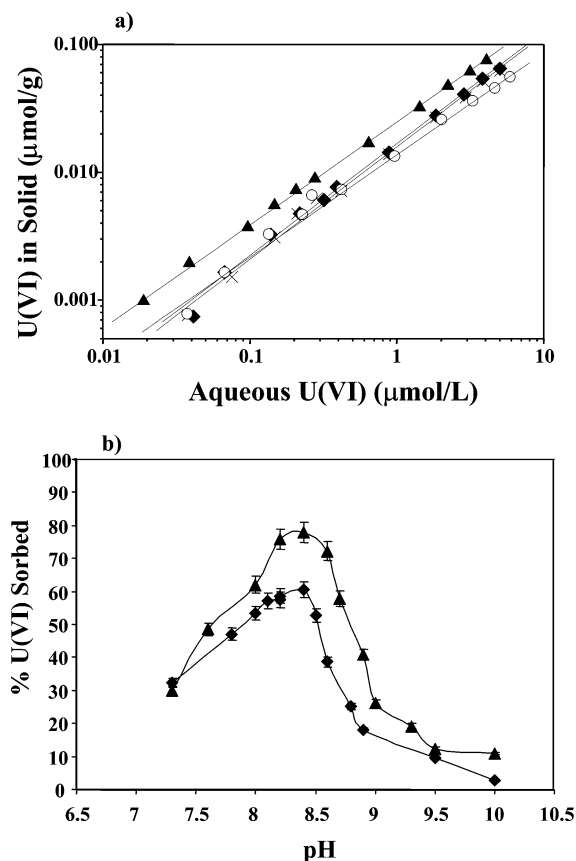 a)
0.100
0.010
0.001
0.01 0.1 1 10
U(VI) in Solid (μmol/g)
Aqueous U(VI) (μmol/L)
b)
100
90
80
70
60
50
40
30
20
10
0
6.5 7 7.5 8 8.5 9 9.5 10 10.5
% U(VI) Sorbed
pH